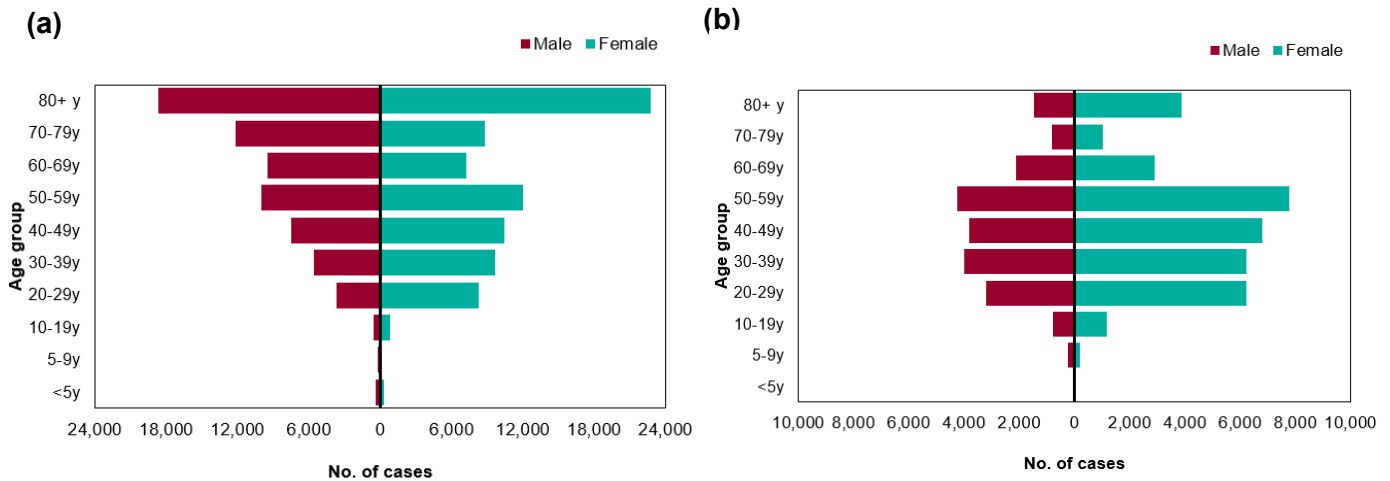 (a)
Male Female
Age group
80+ y
70-79y
60-69y
50-59y
40-49y
30-39y
20-29y
10-19y
5-9y
<5y
24,000 18,000 12,000 6,000 0 6,000 12,000 18,000 24,000
No. of cases
(b)
Male Female
Age group
80+ y
70-79y
60-69y
50-59y
40-49y
30-39y
20-29y
10-19y
5-9y
<5y
10,000 8,000 6,000 4,000 2,000 0 2,000 4,000 6,000 8,000 10,000
No. of cases